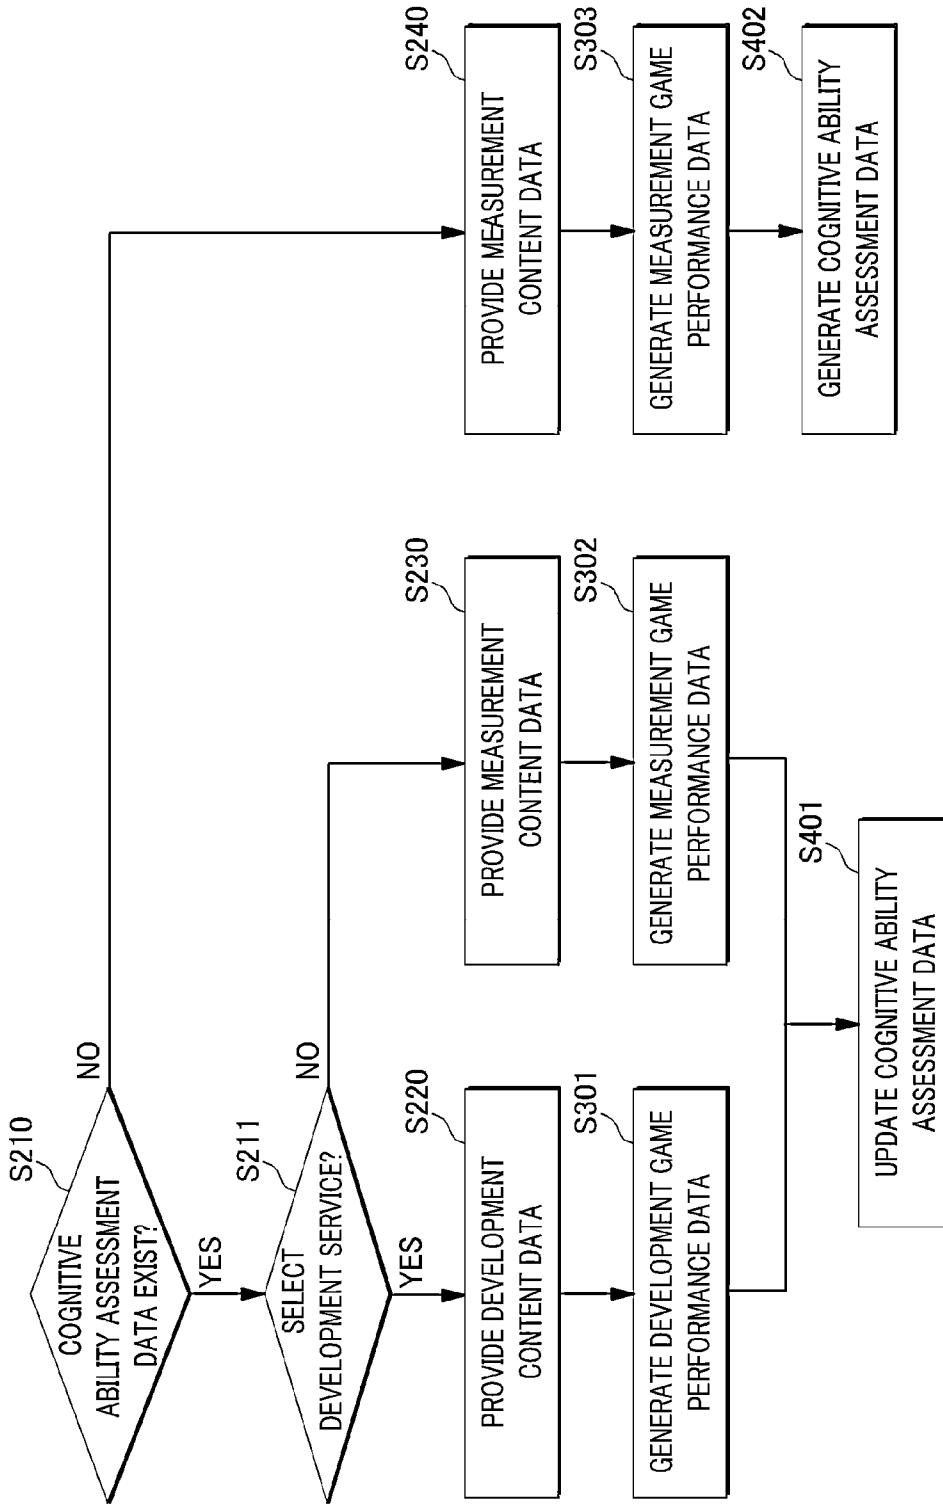 S210
COGNITIVE
ABILITY ASSESSMENT
DATA EXIST?
NO
YES
S211
SELECT
DEVELOPMENT SERVICE?
NO
YES
S220
PROVIDE DEVELOPMENT
CONTENT DATA
S230
PROVIDE MEASUREMENT
CONTENT DATA
S240
PROVIDE MEASUREMENT
CONTENT DATA
S301
GENERATE DEVELOPMENT GAME
PERFORMANCE DATA
S302
GENERATE MEASUREMENT GAME
PERFORMANCE DATA
S303
GENERATE MEASUREMENT GAME
PERFORMANCE DATA
S401
UPDATE COGNITIVE ABILITY
ASSESSMENT DATA
S402
GENERATE COGNITIVE ABILITY
ASSESSMENT DATA